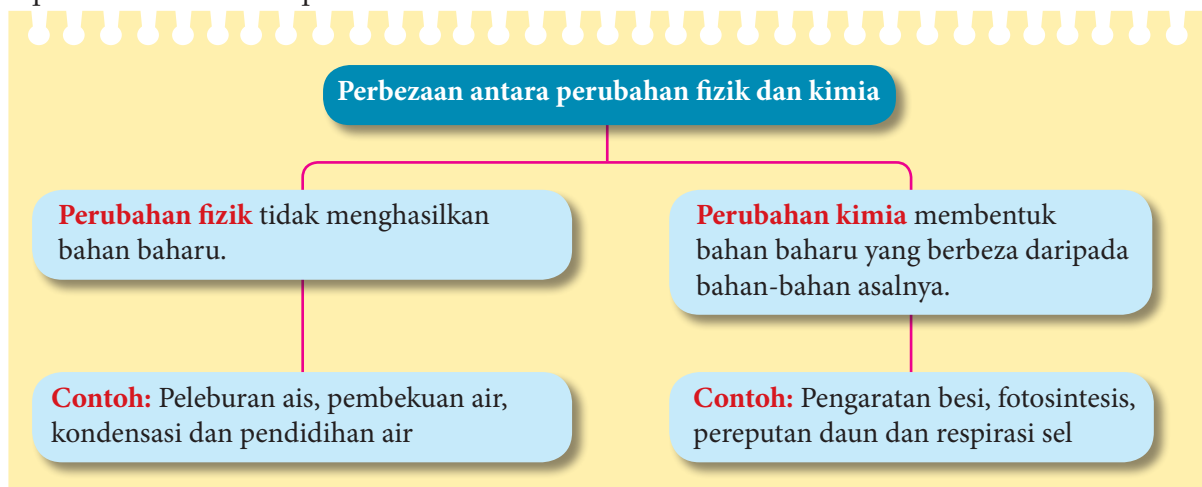 Perbezaan antara perubahan fizik dan kimia
Perubahan fizik tidak menghasilkan
bahan baharu.
Perubahan kimia membentuk
bahan baharu yang berbeza daripada
bahan-bahan asalnya.
Contoh: Peleburan ais, pembekuan air,
kondensasi dan pendidihan air
Contoh: Pengaratan besi, fotosintesis,
pereputan daun dan respirasi sel